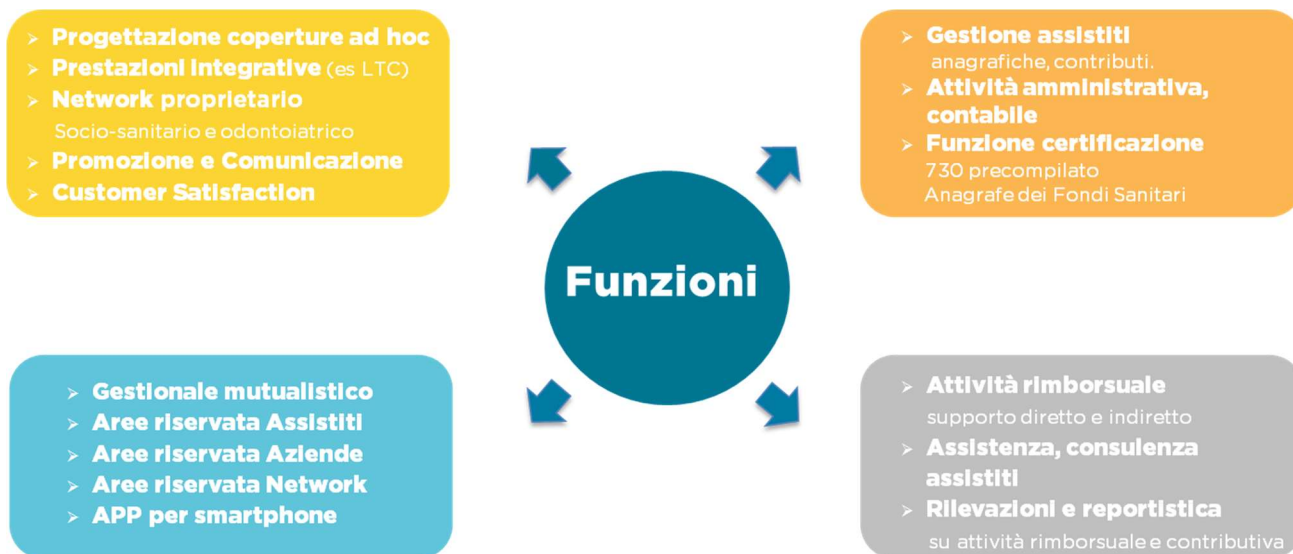 ➢ Progettazione coperture ad hoc
➢ Prestazioni Integrative (es LTC)
➢ Network proprietario
Socio-sanitario e odontoiatrico
➢ Promozione e Comunicazione
➢ Customer Satisfaction
➢ Gestione assistiti
anagrafiche, contributi.
➢ Attività amministrativa,
contabile
➢ Funzione certificazione
730 precompilato
Anagrafe dei Fondi Sanitari
Funzioni
➢ Gestionale mutualistico
➢ Aree riservata Assistiti
➢ Aree riservata Aziende
➢ Aree riservata Network
➢ APP per smartphone
➢ Attività rimborsuale
supporto diretto e indiretto
➢ Assistenza, consulenza
assistiti
➢ Rilevazioni e reportistica
su attività rimborsuale e contributiva